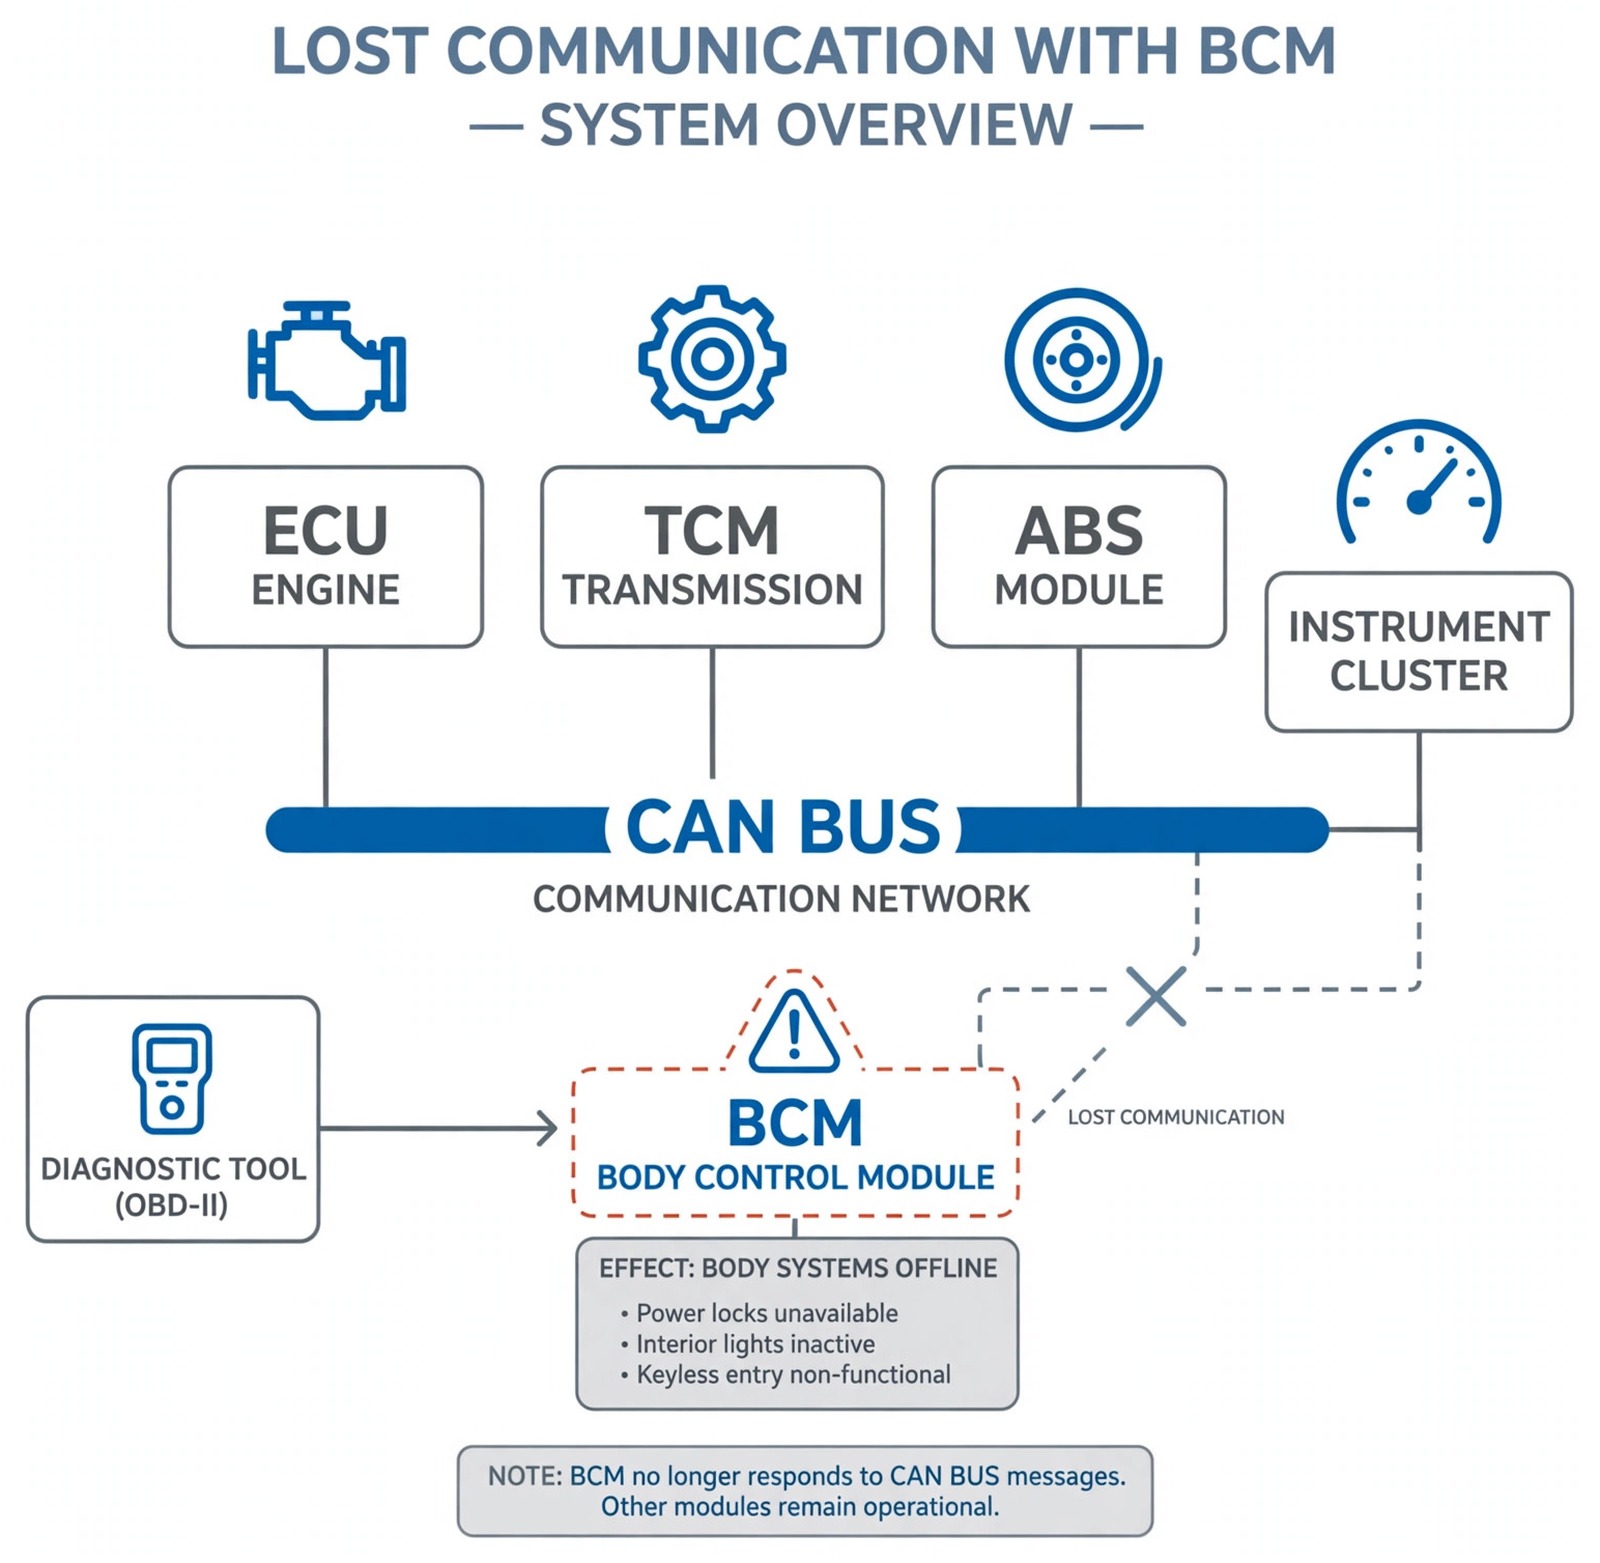 LOST COMMUNICATION WITH BCM
— SYSTEM OVERVIEW —
ECU
ENGINE
TCM
TRANSMISSION
ABS
MODULE
INSTRUMENT
CLUSTER
CAN BUS
COMMUNICATION NETWORK
DIAGNOSTIC TOOL
(OBD-II)
BCM
BODY CONTROL MODULE
LOST COMMUNICATION
EFFECT: BODY SYSTEMS OFFLINE
• Power locks unavailable
• Interior lights inactive
• Keyless entry non-functional
NOTE: BCM no longer responds to CAN BUS messages.
Other modules remain operational.